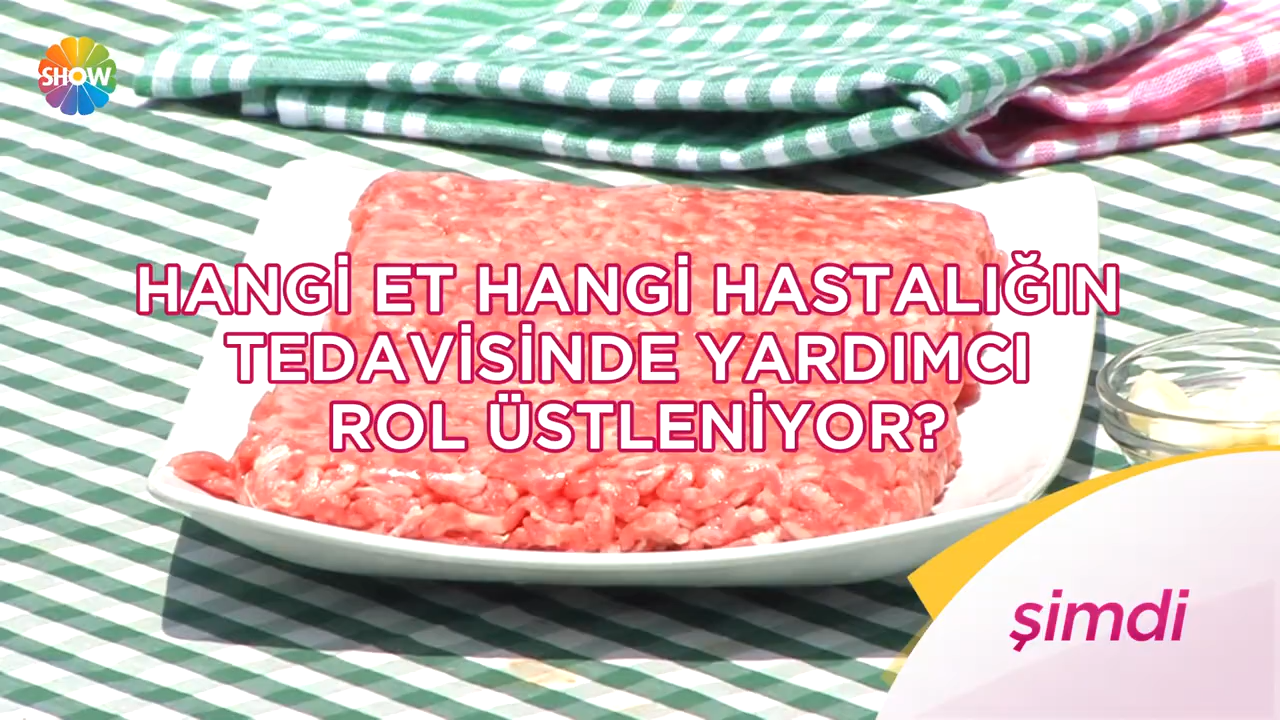 SHOW
HANGİ ET HANGİ HASTALIĞIN
TEDAVİSİNDE YARDIMCI
ROL ÜSTLENİYOR?
şimdi